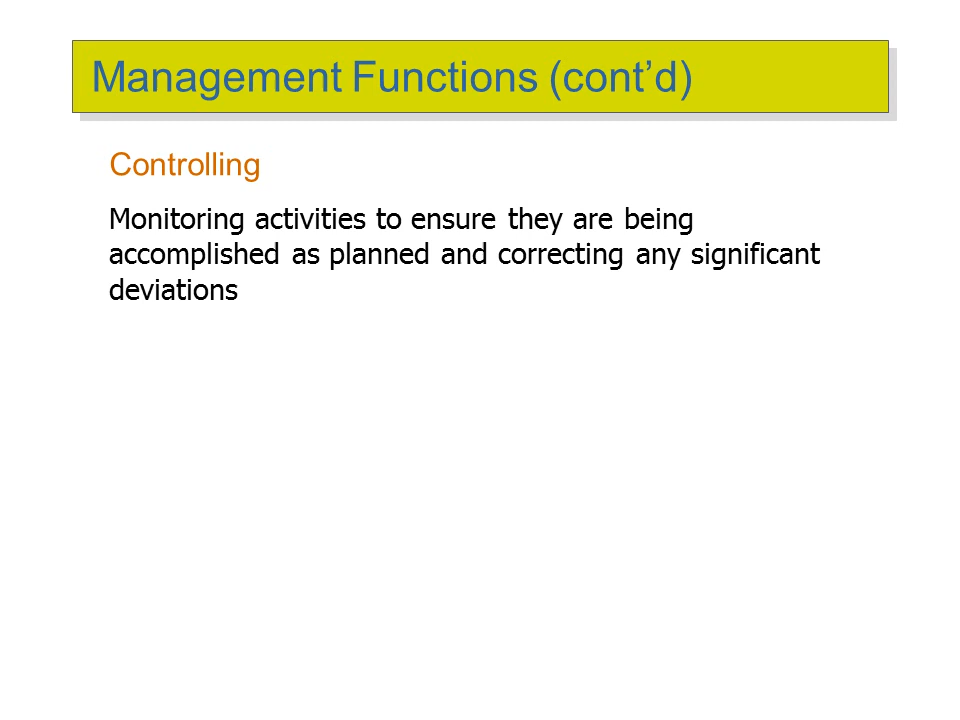 Management Functions (cont’d)
Controlling
Monitoring activities to ensure they are being
accomplished as planned and correcting any significant
deviations